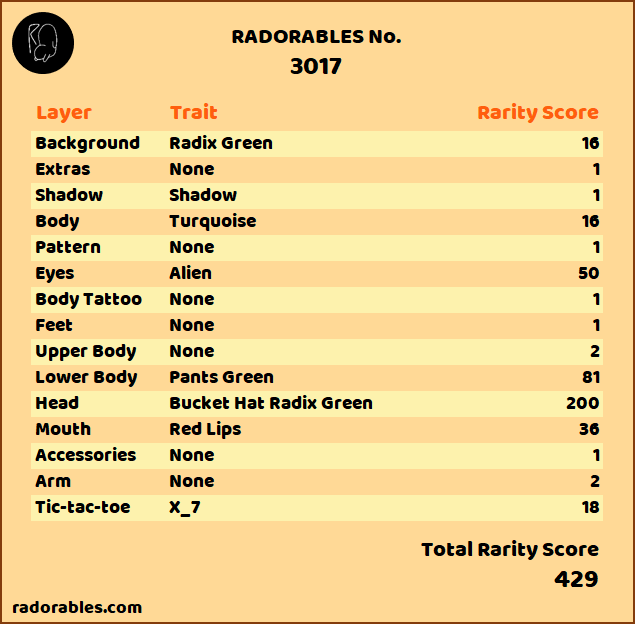 RADORABLES No.
3017
Layer Trait Rarity Score
Background Radix Green 16
Extras None 1
Shadow Shadow 1
Body Turquoise 16
Pattern None 1
Eyes Alien 50
Body Tattoo None 1
Feet None 1
Upper Body None 2
Lower Body Pants Green 81
Head Bucket Hat Radix Green 200
Mouth Red Lips 36
Accessories None 1
Arm None 2
Tic-tac-toe X_7 18
Total Rarity Score
429
radorables.com